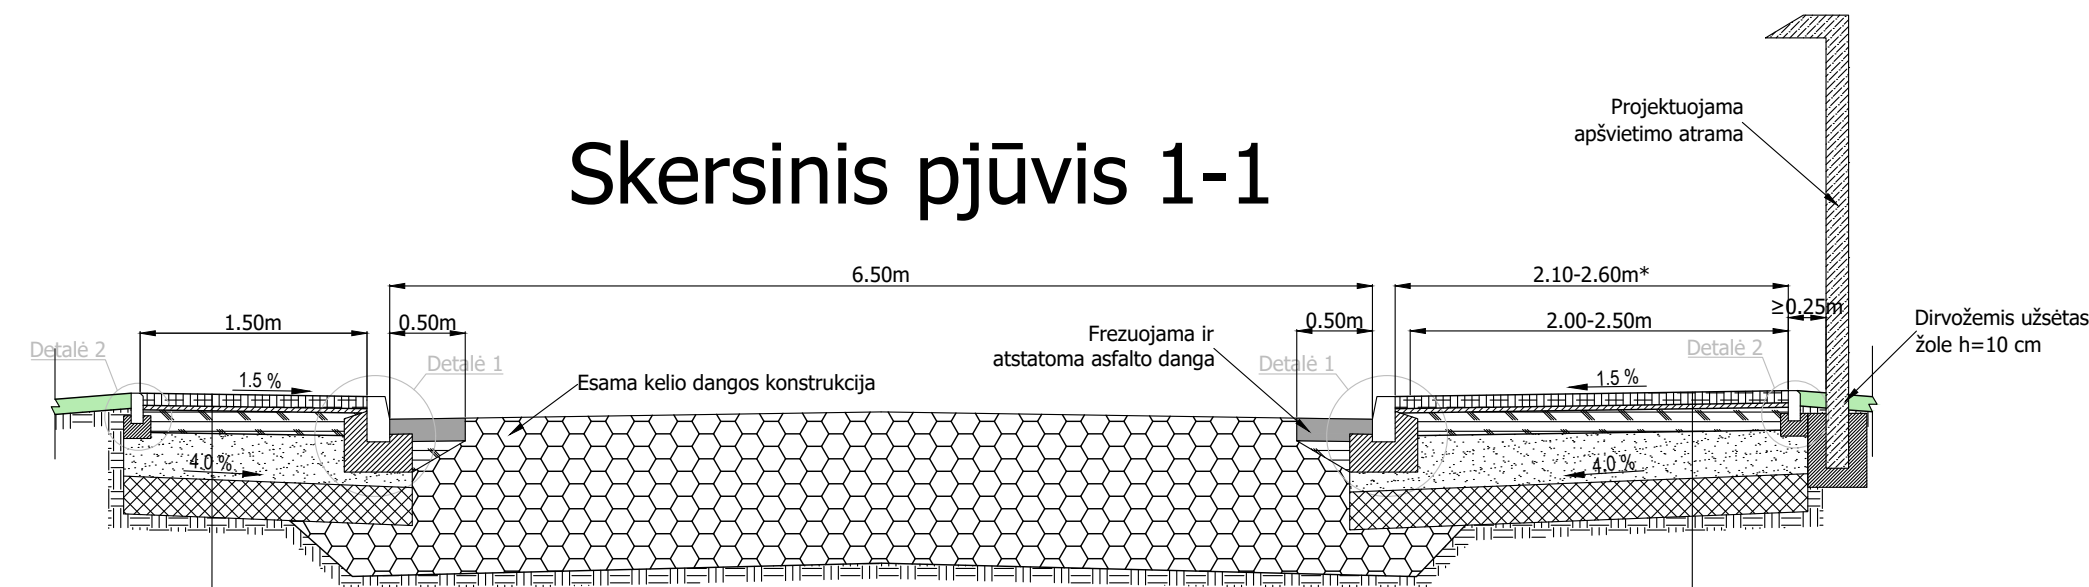 Projektuojama
apšvietimo atrama
Skersinis pjūvis 1-1
6.50m
2.10-2.60m*
≥0.25m
1.50m
0.50m
0.50m
2.00-2.50m
Frezuojama ir
atstatoma asfalto danga
Dirvožemis užsėtas
žole h=10 cm
Detalė 2
Detalė 1
Detalė 1
Detalė 2
1.5 %
Esama kelio dangos konstrukcija
1.5 %
4.0 %
4.0 %